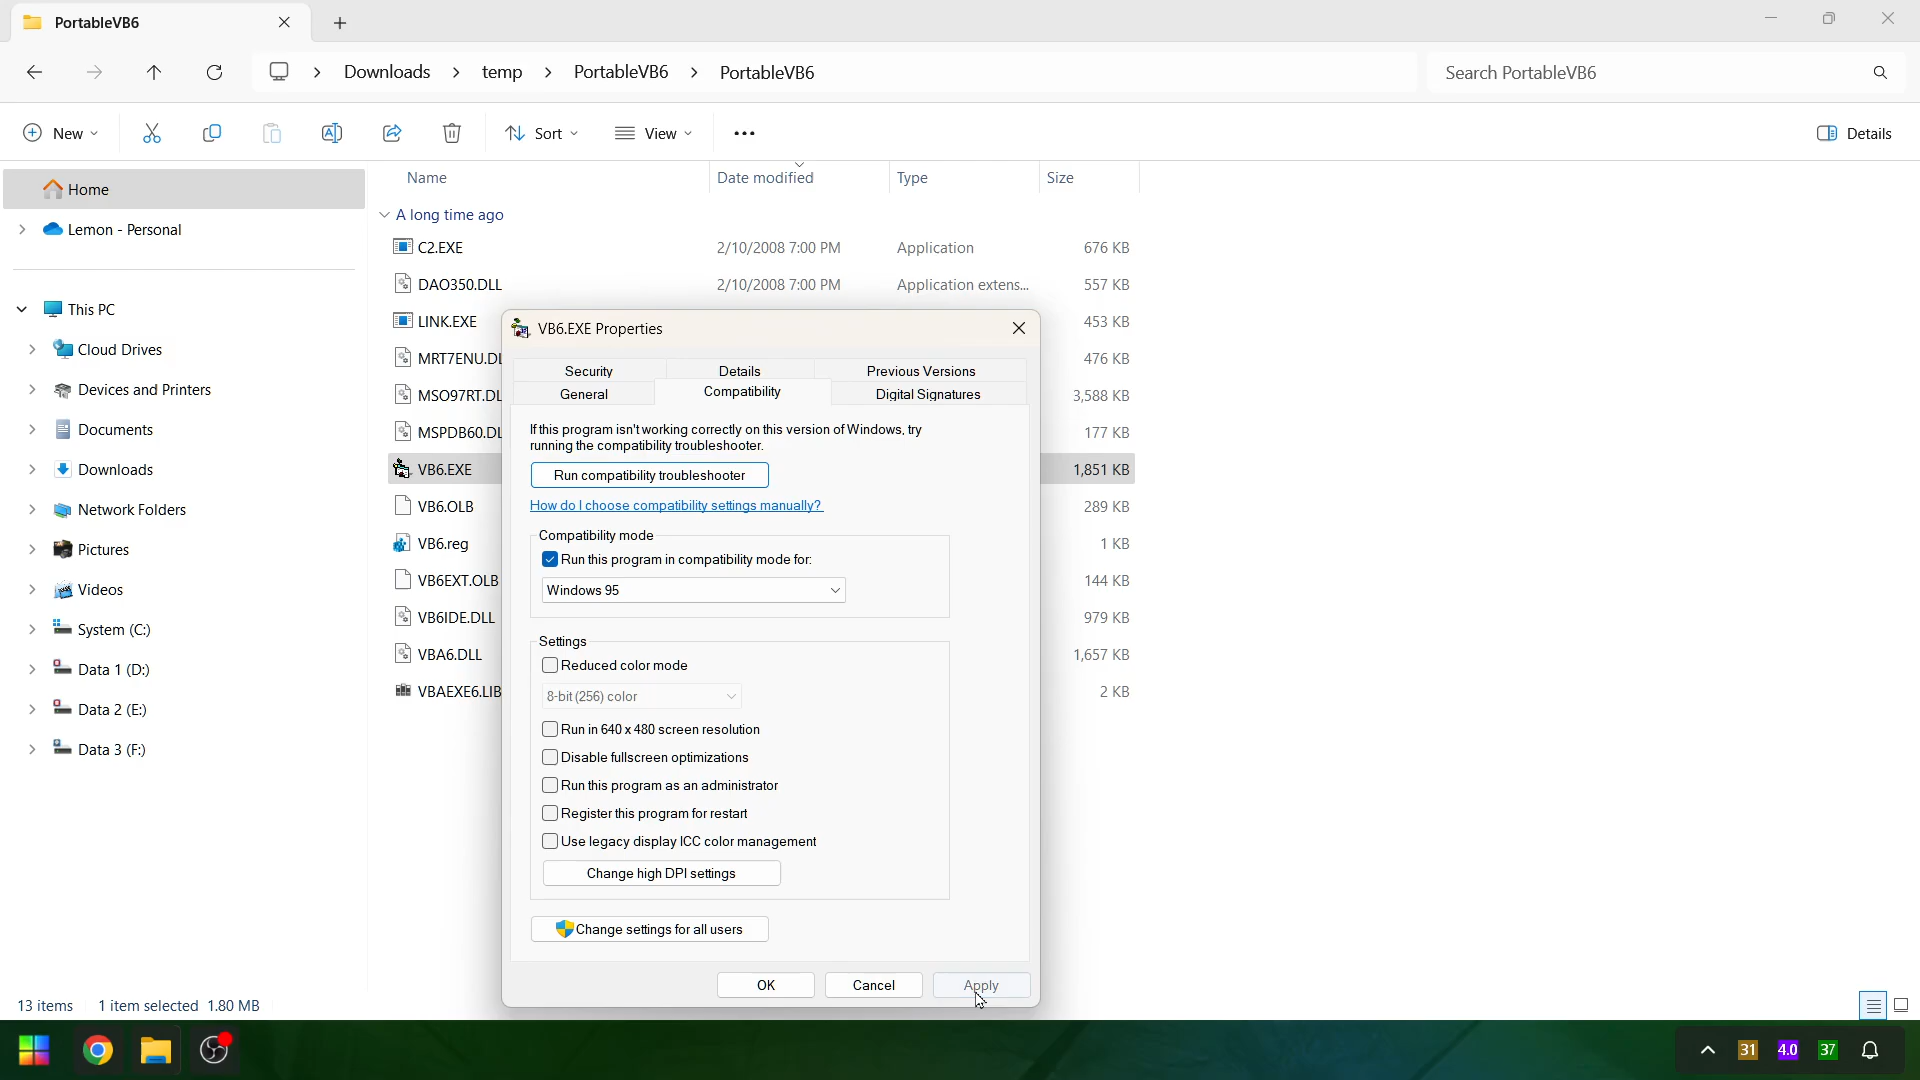 PortableVB6
Downloads
temp
PortableVB6
PortableVB6
Search PortableVB6
New
Sort
View
Details
Home
Lemon - Personal
This PC
Cloud Drives
Devices and Printers
Documents
Downloads
Network Folders
Pictures
Videos
System (C:)
Data 1 (D:)
Data 2 (E:)
Data 3 (F:)
Name Date modified Type Size
A long time ago
C2.EXE 2/10/2008 7:00 PM Application 676 KB
DAO350.DLL 2/10/2008 7:00 PM Application extens... 557 KB
LINK.EXE 453 KB
MRT7ENU.DL 476 KB
MSO97RT.DL 3,588 KB
MSPDB60.DL 177 KB
VB6.EXE 1,851 KB
VB6.OLB 289 KB
VB6.reg 1 KB
VB6EXT.OLB 144 KB
VB6IDE.DLL 979 KB
VBA6.DLL 1,657 KB
VBAEXE6.LIB 2 KB
VB6.EXE Properties
Security Details Previous Versions
General Compatibility Digital Signatures
If this program isn't working correctly on this version of Windows, try
running the compatibility troubleshooter.
Run compatibility troubleshooter
How do I choose compatibility settings manually?
Compatibility mode
Run this program in compatibility mode for:
Windows 95
Settings
Reduced color mode
8-bit (256) color
Run in 640 x 480 screen resolution
Disable fullscreen optimizations
Run this program as an administrator
Register this program for restart
Use legacy display ICC color management
Change high DPI settings
Change settings for all users
OK Cancel Apply
13 items 1 item selected 1.80 MB
31 4.0 37